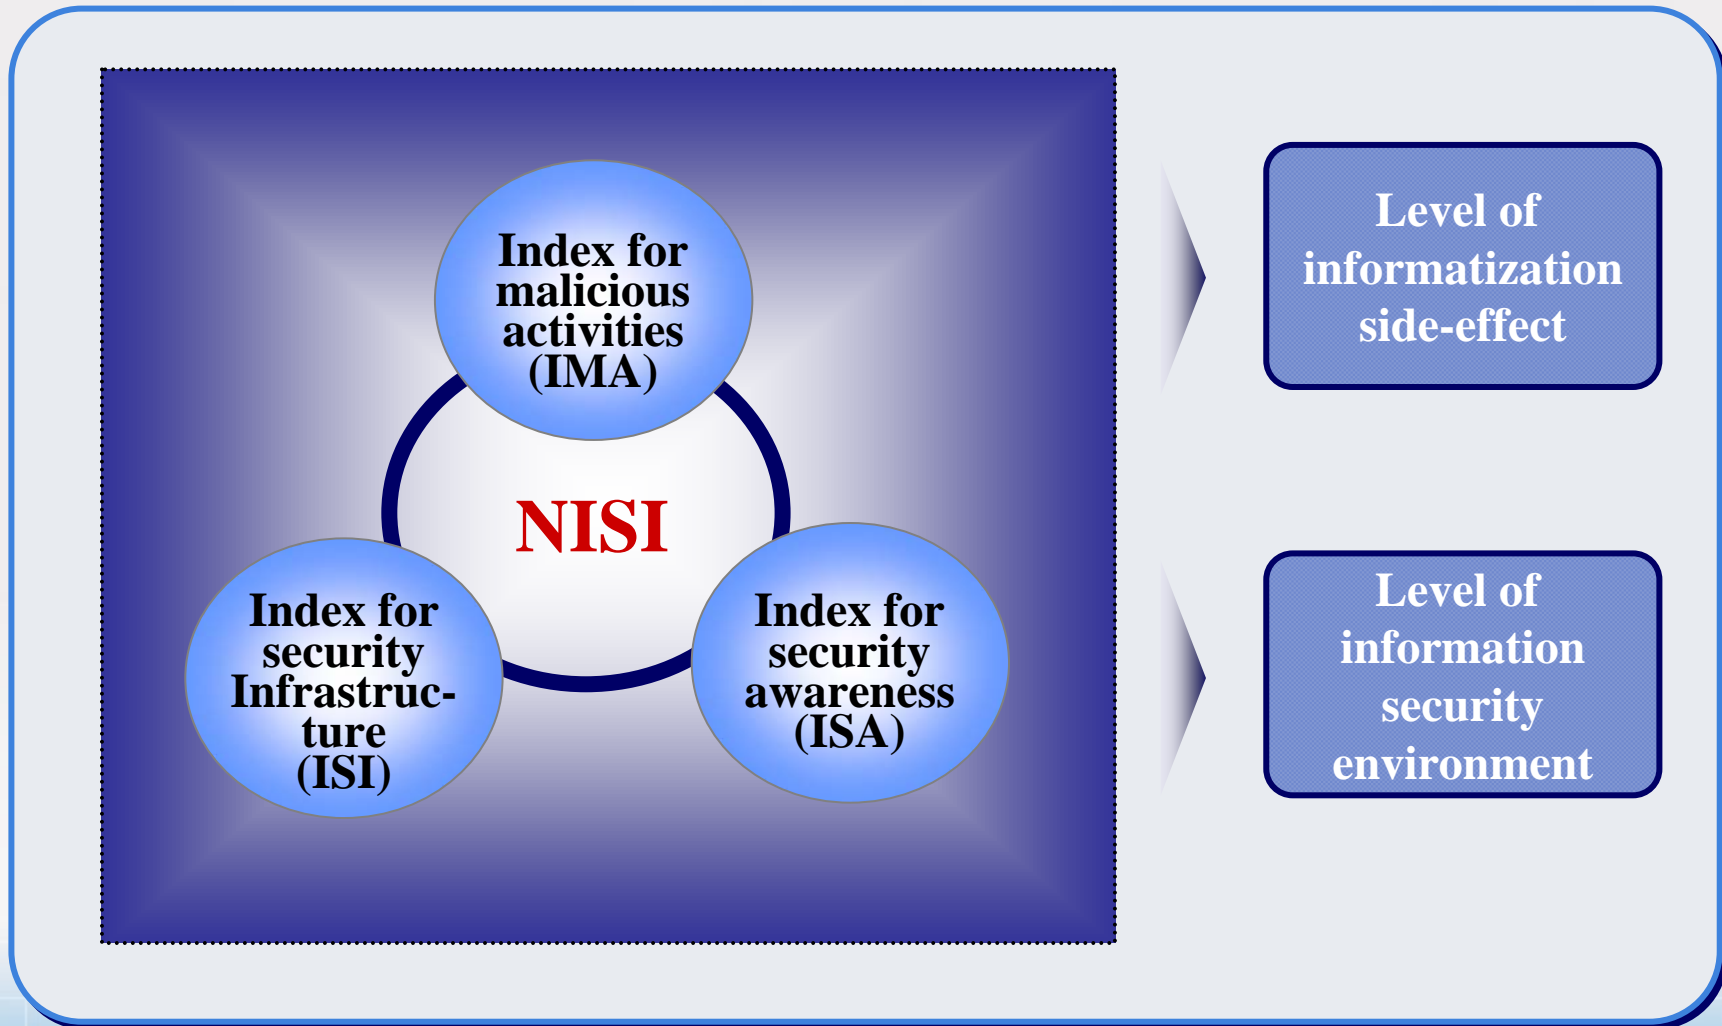 Index for
malicious
activities
(IMA)
NISI
Index for
security
Infrastruc-
ture
(ISI)
Index for
security
awareness
(ISA)
Level of
informatization
side-effect
Level of
information
security
environment